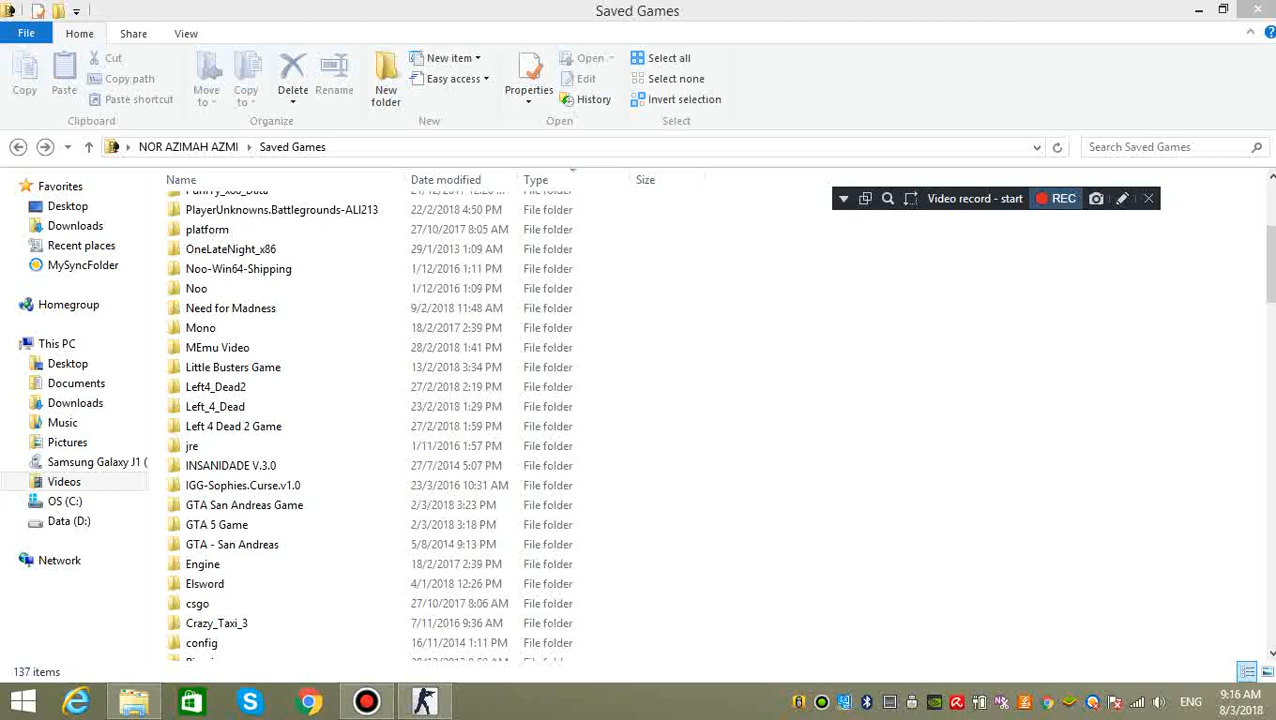 Saved Games
File Home Share View
Cut
Copy path
Paste shortcut
Copy Paste
Clipboard
Move to Copy to Delete Rename
Organize
New folder
New item
Easy access
New
Properties
Open
Edit
History
Open
Select all
Select none
Invert selection
Select
NOR AZIMAH AZMI Saved Games
Search Saved Games
Name Date modified Type Size
Video record - start REC
PlayerUnknowns.Battlegrounds-ALI213 22/2/2018 4:50 PM File folder
platform 27/10/2017 8:05 AM File folder
OneLateNight_x86 29/1/2013 1:09 AM File folder
Noo-Win64-Shipping 1/12/2016 1:11 PM File folder
Noo 1/12/2016 1:09 PM File folder
Need for Madness 9/2/2018 11:48 AM File folder
Mono 18/2/2017 2:39 PM File folder
MEmu Video 28/2/2018 1:41 PM File folder
Little Busters Game 13/2/2018 3:34 PM File folder
Left4_Dead2 27/2/2018 2:19 PM File folder
Left_4_Dead 23/2/2018 1:29 PM File folder
Left 4 Dead 2 Game 27/2/2018 1:59 PM File folder
jre 1/11/2016 1:57 PM File folder
INSANIDADE V.3.0 27/7/2014 5:07 PM File folder
IGG-Sophies.Curse.v1.0 23/3/2016 10:31 AM File folder
GTA San Andreas Game 2/3/2018 3:23 PM File folder
GTA 5 Game 2/3/2018 3:18 PM File folder
GTA - San Andreas 5/8/2014 9:13 PM File folder
Engine 18/2/2017 2:39 PM File folder
Elsword 4/1/2018 12:26 PM File folder
csgo 27/10/2017 8:06 AM File folder
Crazy_Taxi_3 7/11/2016 9:36 AM File folder
config 16/11/2014 1:11 PM File folder
Favorites
Desktop
Downloads
Recent places
MySyncFolder
Homegroup
This PC
Desktop
Documents
Downloads
Music
Pictures
Samsung Galaxy J1 (
Videos
OS (C:)
Data (D:)
Network
137 items
ENG
9:16 AM
8/3/2018